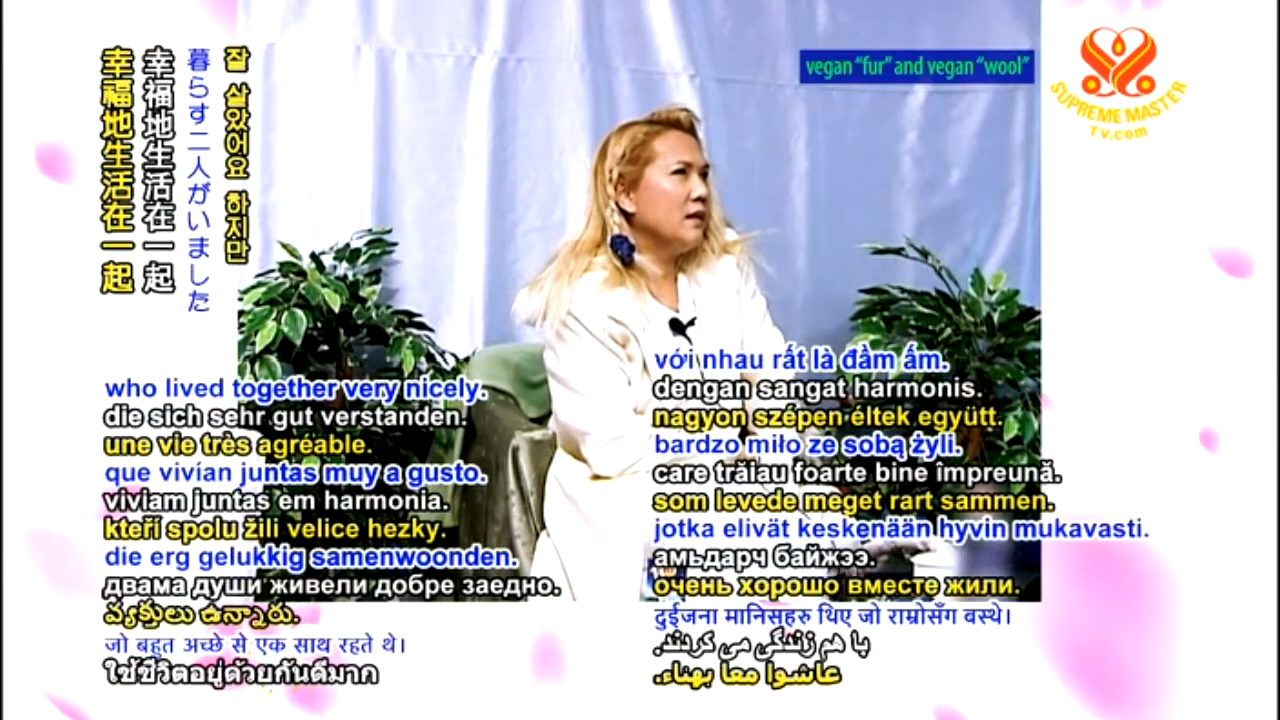 vegan “fur” and vegan “wool”
SUPREME MASTER
TV.com
잘 살았어요 하지만
暮らす二人がいました
幸福地生活在一起
幸福地生活在一起
who lived together very nicely.
die sich sehr gut verstanden.
une vie très agréable.
que vivían juntas muy a gusto.
viviam juntas em harmonia.
kteří spolu žili velice hezky.
die erg gelukkig samenwoonden.
двама души живели добре заедно.
వ్యక్తులు ఉన్నారు.
जो बहुत अच्छे से एक साथ रहते थे।
ใช้ชีวิตอยู่ด้วยกันดีมาก
với nhau rất là đầm ấm.
dengan sangat harmonis.
nagyon szépen éltek együtt.
bardzo miło ze sobą żyli.
care trăiau foarte bine împreună.
som levede meget rart sammen.
jotka elivät keskenään hyvin mukavasti.
амьдарч байжээ.
очень хорошо вместе жили.
दुईजना मानिसहरु थिए जो राम्रोसँग बस्थे।
با هم زندگی می کردند.
عاشوا معا بهناء.